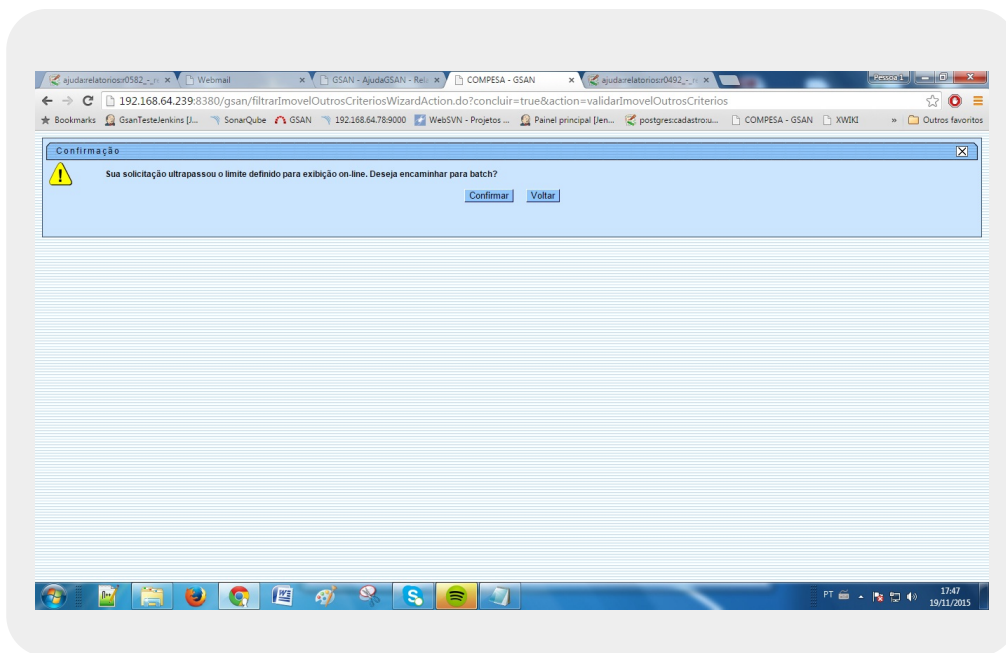 ajuda:relatorios:r0582_-_r
Webmail
GSAN - AjudaGSAN - Rel
COMPESA - GSAN
ajuda:relatorios:r0492_-_r
Pessoa 1
192.168.64.239:8380/gsan/filtrarImovelOutrosCriteriosWizardAction.do?concluir=true&action=validarImovelOutrosCriterios
Bookmarks
GsanTesteJenkins [J...
SonarQube
GSAN
192.168.64.78:9000
WebSVN - Projetos ...
Painel principal [Jen...
postgres:cadastro:u...
COMPESA - GSAN
XWIKI
»
Outros favoritos
Confirmação
Sua solicitação ultrapassou o limite definido para exibição on-line. Deseja encaminhar para batch?
Confirmar
Voltar
PT
17:47
19/11/2015